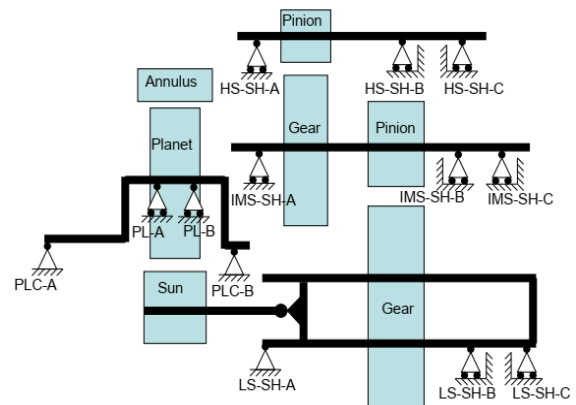 Pinion
HS-SH-A
HS-SH-B
HS-SH-C
Annulus
Gear
Pinion
Planet
IMS-SH-A
IMS-SH-B
IMS-SH-C
PL-A
PL-B
PLC-A
PLC-B
Sun
Gear
LS-SH-A
LS-SH-B
LS-SH-C